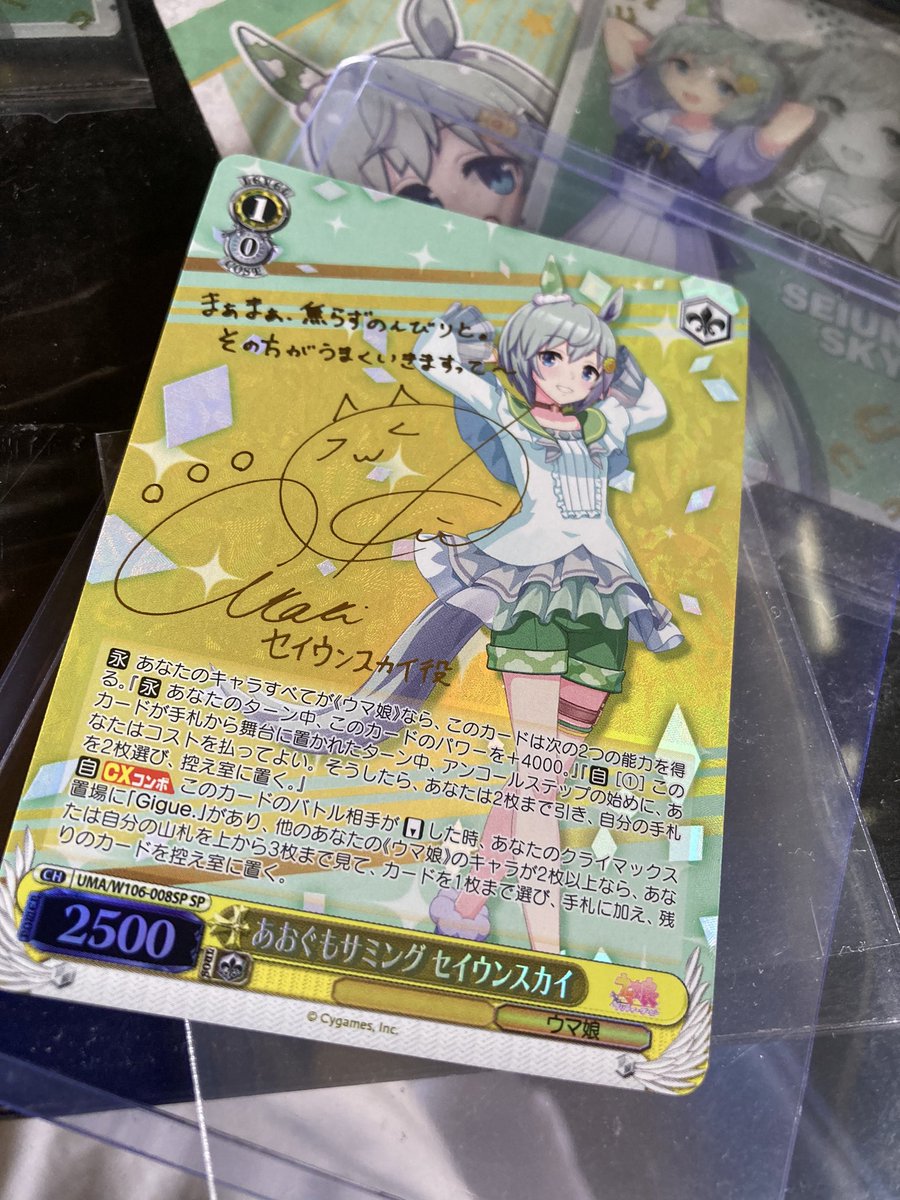 LEVEL
1
0
COST
SEIUN
SKY
まぁまぁ、焦らずのんびりと。
その方がうまくいきますって〜
Akaki
セイウンスカイ役
永 あなたのキャラすべてが《ウマ娘》なら、このカードは次の2つの能力を得
る。『永 あなたのターン中、このカードのパワーを+4000。』『自 [①] この
カードが手札から舞台に置かれたターン中、アンコールステップの始めに、あ
なたはコストを払ってよい。そうしたら、あなたは2枚まで引き、自分の手札
を2枚選び、控え室に置く。』
自 CXコンボ このカードのバトル相手が した時、あなたのクライマックス
置場に「Gigue.」があり、他のあなたの《ウマ娘》のキャラが2枚以上なら、あな
たは自分の山札を上から3枚まで見て、カードを1枚まで選び、手札に加え、残
りのカードを控え室に置く。
CH UMA/W106-008SP SP
2500
SOUL
あおぐもサミング セイウンスカイ
ウマ娘
ウマ娘
© Cygames, Inc.